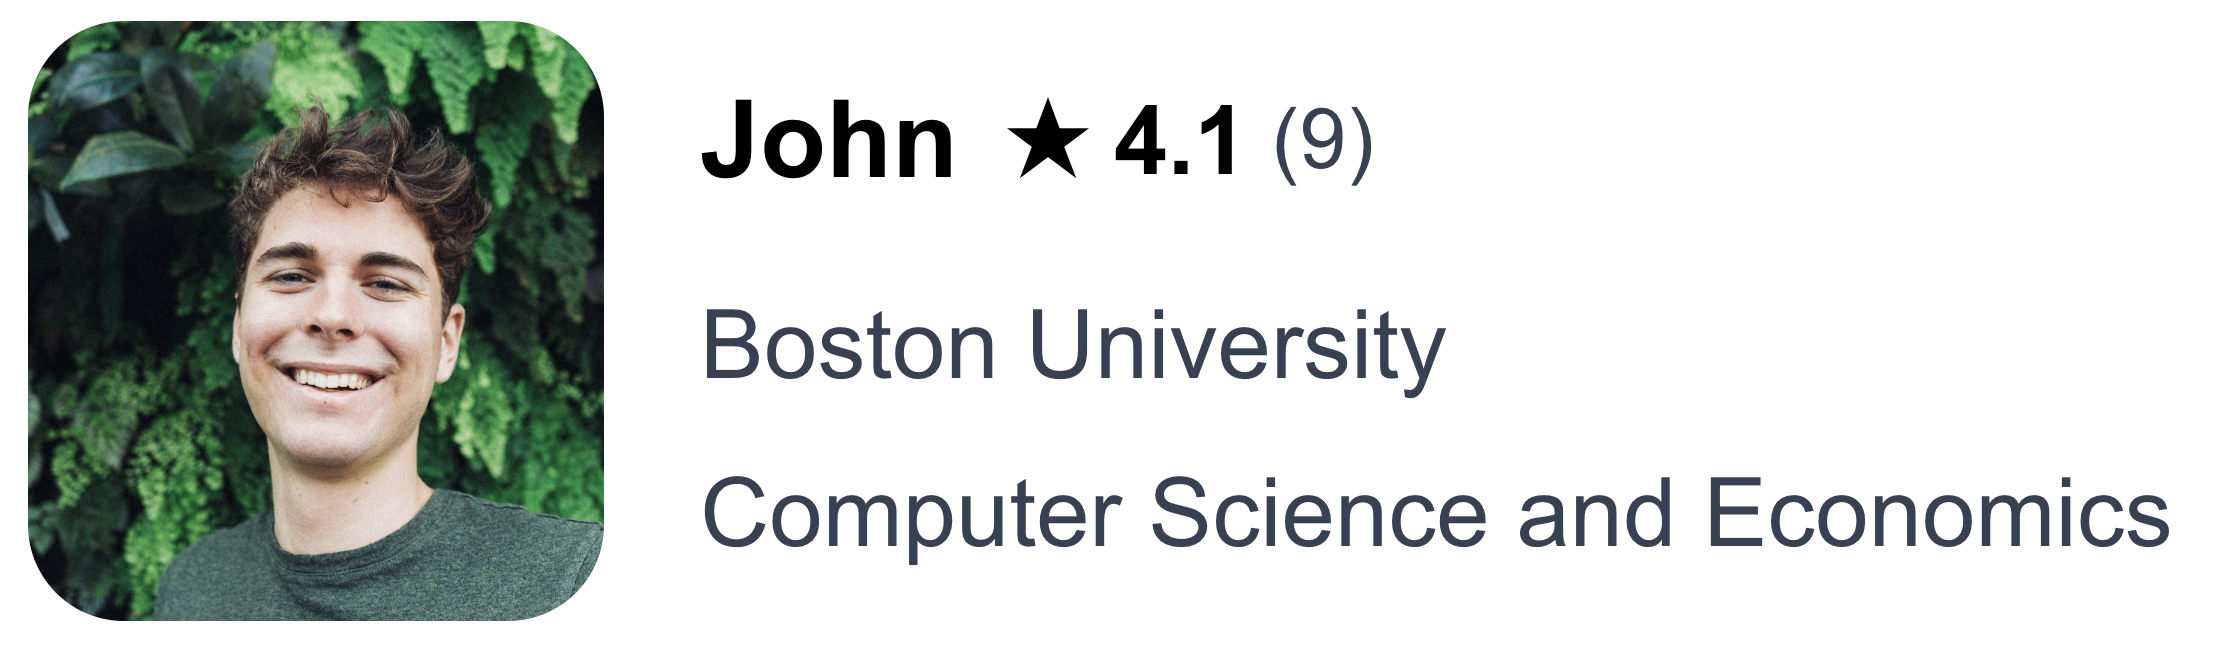 John ★ 4.1 (9)
Boston University
Computer Science and Economics